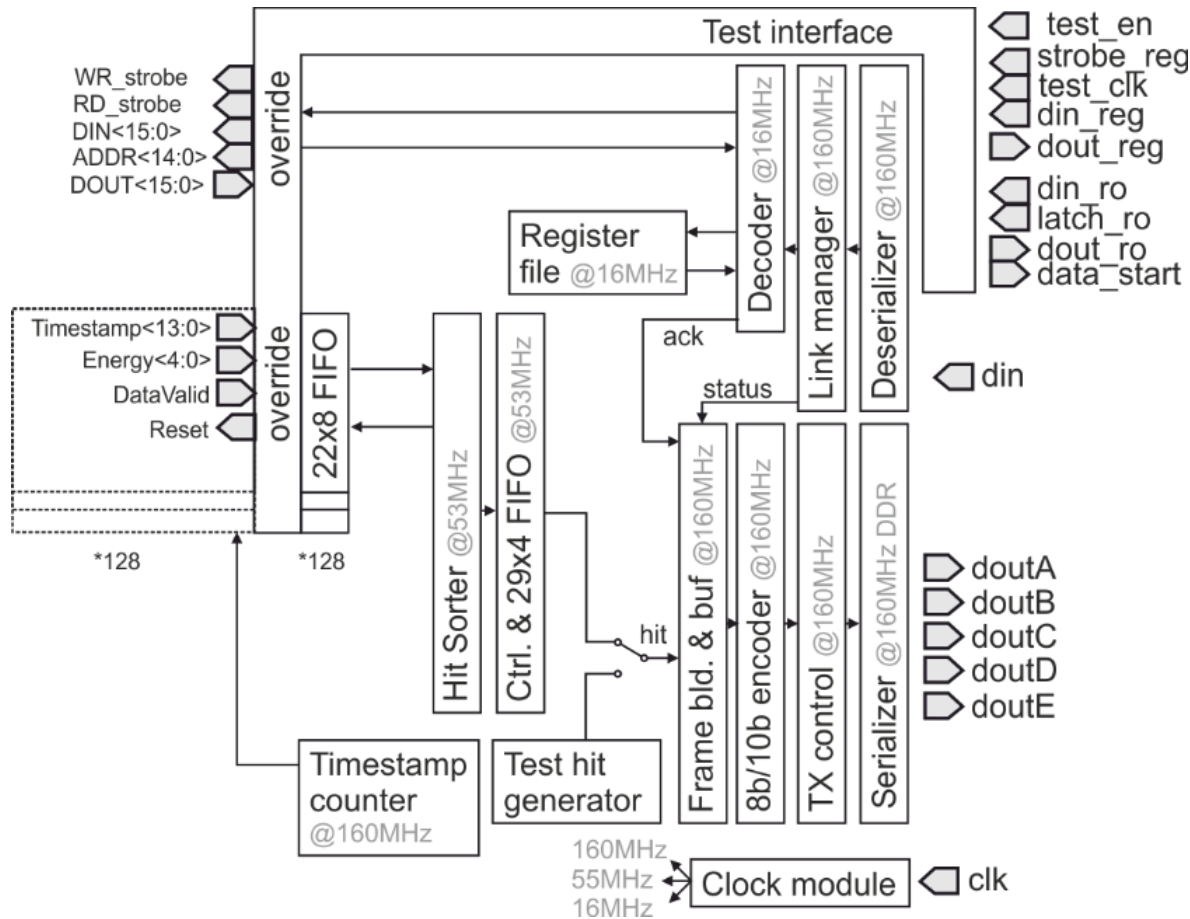 Test interface
test_en
strobe_reg
test_clk
din_reg
dout_reg
din_ro
latch_ro
dout_ro
data_start
WR_strobe
RD_strobe
DIN<15:0>
ADDR<14:0>
DOUT<15:0>
override
Decoder @16MHz
Link manager @160MHz
Deserializer @160MHz
Register
file @16MHz
ack
status
din
Timestamp<13:0>
Energy<4:0>
DataValid
Reset
override
22x8 FIFO
*128
*128
Hit Sorter @53MHz
Ctrl. & 29x4 FIFO @53MHz
hit
Frame bld. & buf @160MHz
8b/10b encoder @160MHz
TX control @160MHz
Serializer @160MHz DDR
doutA
doutB
doutC
doutD
doutE
Timestamp
counter
@160MHz
Test hit
generator
160MHz
55MHz
16MHz
Clock module
clk